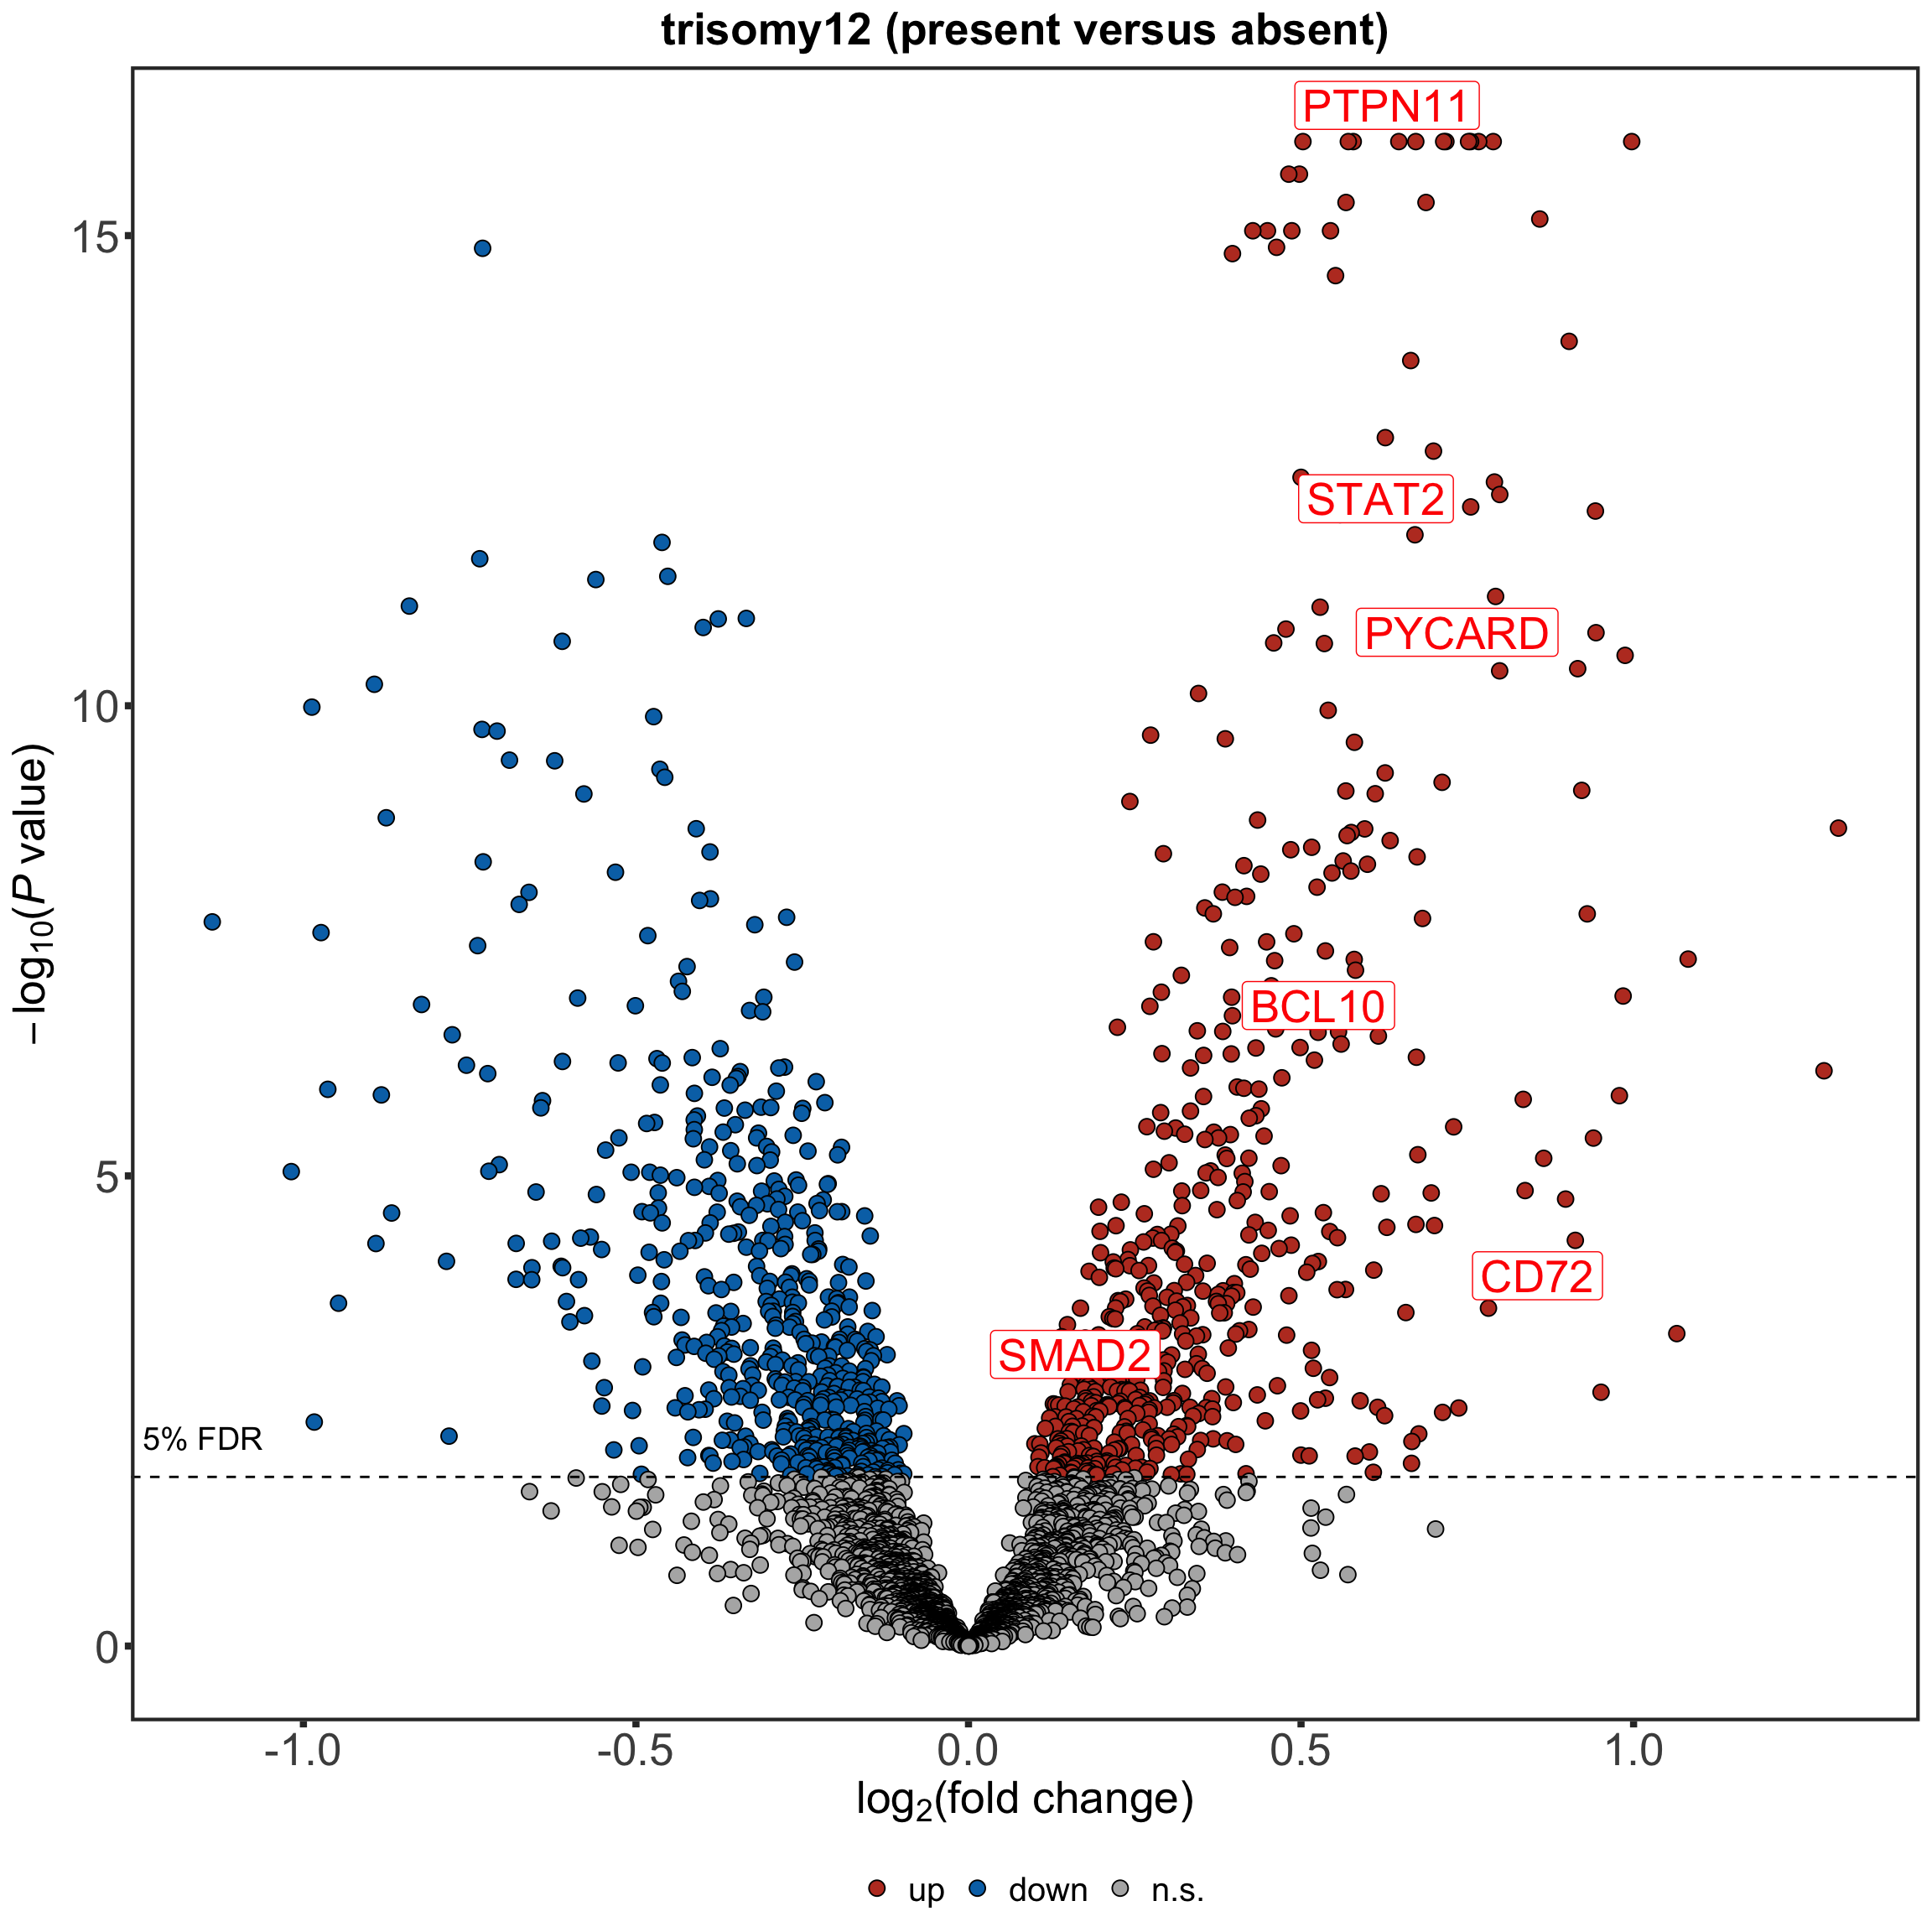 trisomy12 (present versus absent)
PTPN11
15
STAT2
PYCARD
10
−log10(P value)
BCL10
5
CD72
SMAD2
5% FDR
0
-1.0 -0.5 0.0 0.5 1.0
log2(fold change)
up down n.s.